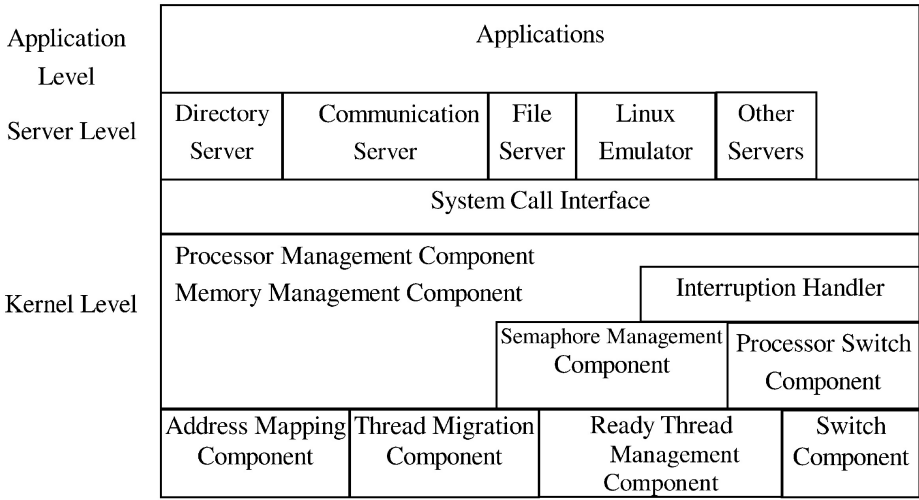 Application
Level
Applications
Server Level
Directory
Server
Communication
Server
File
Server
Linux
Emulator
Other
Servers
System Call Interface
Kernel Level
Processor Management Component
Memory Management Component
Interruption Handler
Semaphore Management
Component
Processor Switch
Component
Address Mapping
Component
Thread Migration
Component
Ready Thread
Management
Component
Switch
Component